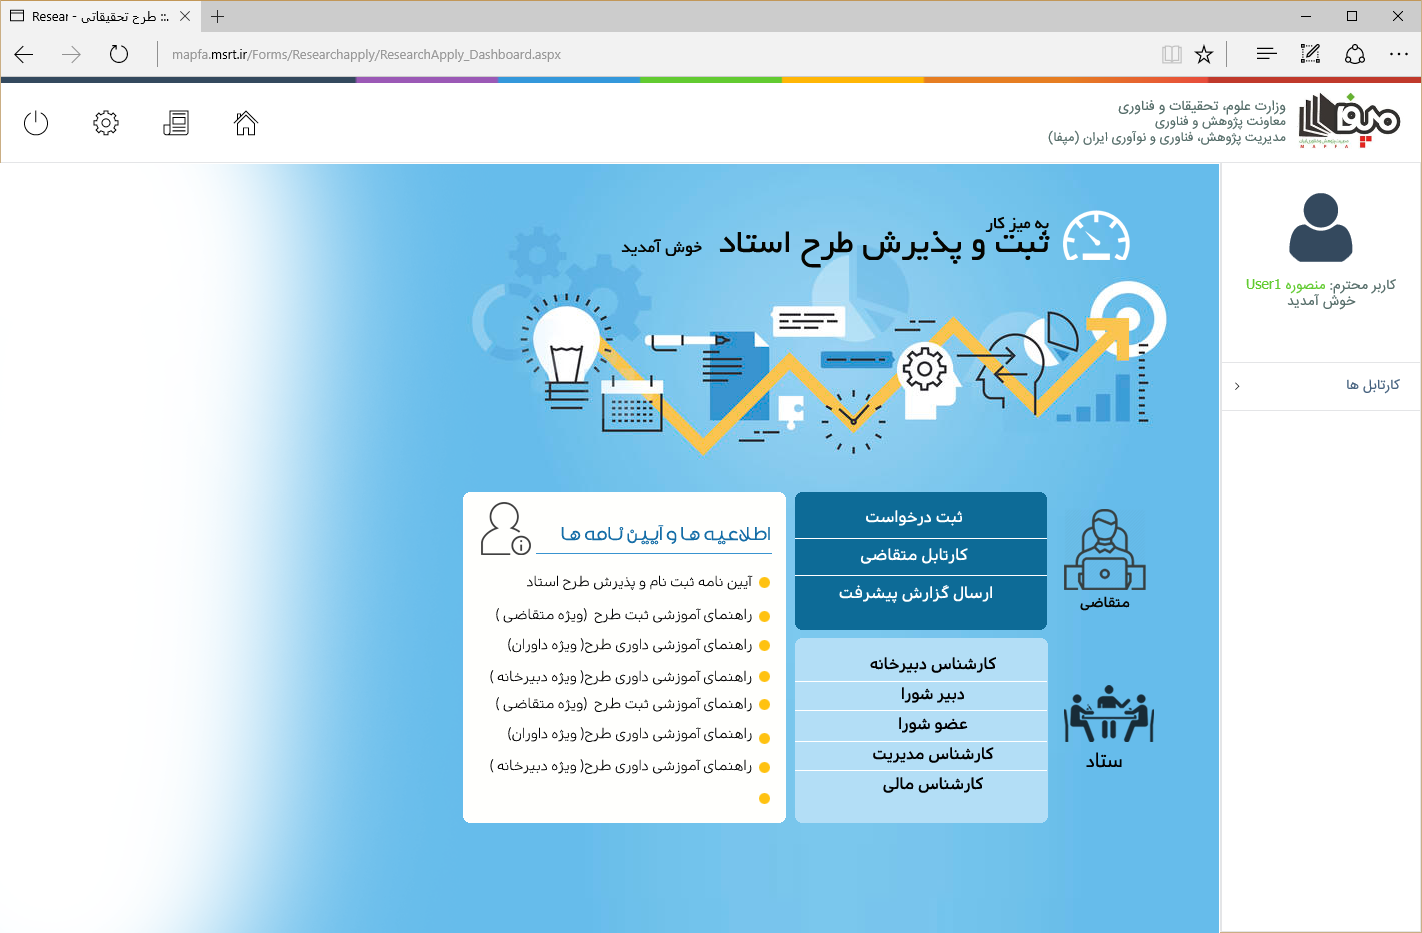 Resear - طرح تحقیقاتی ::.
mapfa.msrt.ir/Forms/Researchapply/ResearchApply_Dashboard.aspx
وزارت علوم، تحقیقات و فناوری
معاونت پژوهش و فناوری
مدیریت پژوهش، فناوری و نوآوری ایران (مپفا)
مپفا
MAPFA
کاربر محترم: منصوره User1
خوش آمدید
کارتابل ها
به میز کار
ثبت و پذیرش طرح استاد خوش آمدید
متقاضی
ثبت درخواست
کارتابل متقاضی
ارسال گزارش پیشرفت
ستاد
کارشناس دبیرخانه
دبیر شورا
عضو شورا
کارشناس مدیریت
کارشناس مالی
اطلاعیه ها و آیین نامه ها
آیین نامه ثبت نام و پذیرش طرح استاد
راهنمای آموزشی ثبت طرح (ویژه متقاضی )
راهنمای آموزشی داوری طرح( ویژه داوران)
راهنمای آموزشی داوری طرح( ویژه دبیرخانه )
راهنمای آموزشی ثبت طرح (ویژه متقاضی )
راهنمای آموزشی داوری طرح( ویژه داوران)
راهنمای آموزشی داوری طرح( ویژه دبیرخانه )